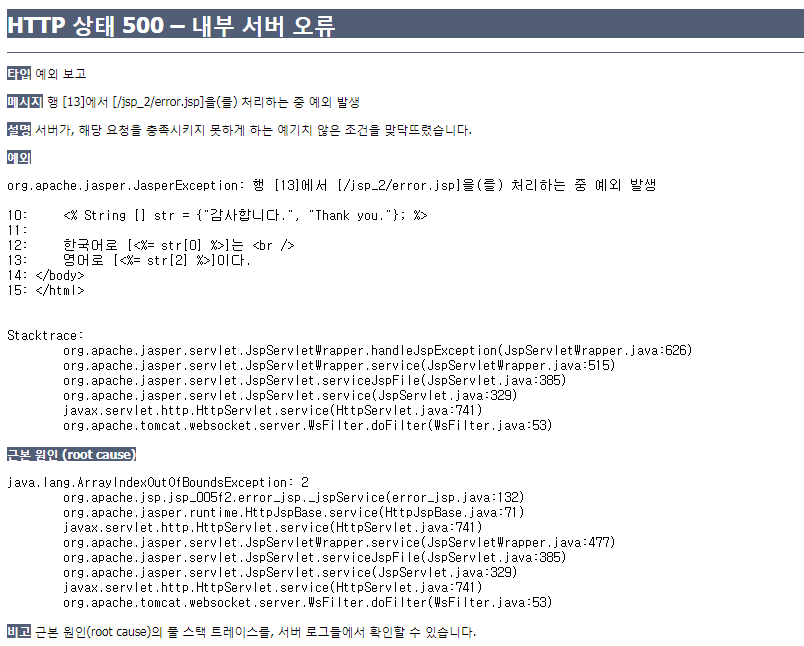 HTTP 상태 500 – 내부 서버 오류
타입 예외 보고
메시지 행 [13]에서 [/jsp_2/error.jsp]을(를) 처리하는 중 예외 발생
설명 서버가, 해당 요청을 충족시키지 못하게 하는 예기치 않은 조건을 맞닥뜨렸습니다.
예외
org.apache.jasper.JasperException: 행 [13]에서 [/jsp_2/error.jsp]을(를) 처리하는 중 예외 발생
10:     <% String [] str = {"감사합니다.", "Thank you."}; %>
11:
12:     한국어로 [<%= str[0] %>]는 <br />
13:     영어로 [<%= str[2] %>]이다.
14: </body>
15: </html>
Stacktrace:
org.apache.jasper.servlet.JspServletWrapper.handleJspException(JspServletWrapper.java:626)
org.apache.jasper.servlet.JspServletWrapper.service(JspServletWrapper.java:515)
org.apache.jasper.servlet.JspServlet.serviceJspFile(JspServlet.java:385)
org.apache.jasper.servlet.JspServlet.service(JspServlet.java:329)
javax.servlet.http.HttpServlet.service(HttpServlet.java:741)
org.apache.tomcat.websocket.server.WsFilter.doFilter(WsFilter.java:53)
근본 원인 (root cause)
java.lang.ArrayIndexOutOfBoundsException: 2
org.apache.jsp.jsp_005f2.error_jsp._jspService(error_jsp.java:132)
org.apache.jasper.runtime.HttpJspBase.service(HttpJspBase.java:71)
javax.servlet.http.HttpServlet.service(HttpServlet.java:741)
org.apache.jasper.servlet.JspServletWrapper.service(JspServletWrapper.java:477)
org.apache.jasper.servlet.JspServlet.serviceJspFile(JspServlet.java:385)
org.apache.jasper.servlet.JspServlet.service(JspServlet.java:329)
javax.servlet.http.HttpServlet.service(HttpServlet.java:741)
org.apache.tomcat.websocket.server.WsFilter.doFilter(WsFilter.java:53)
비고 근본 원인(root cause)의 풀 스택 트레이스를, 서버 로그들에서 확인할 수 있습니다.